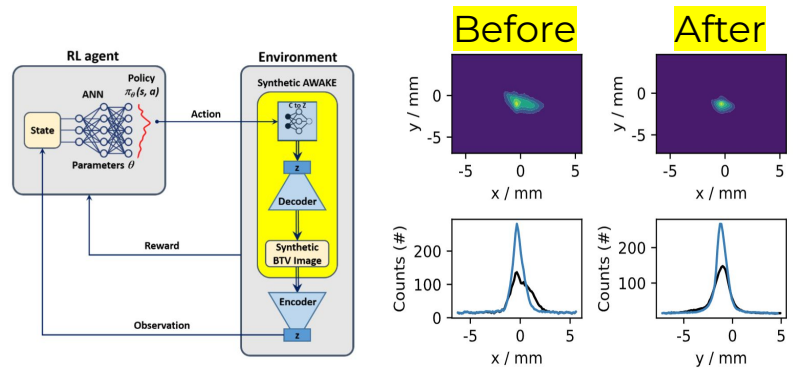 RL agent
Policy
πθ(s, a)
ANN
State
Parameters θ
Action
Reward
Observation
Environment
Synthetic AWAKE
C to Z
z
Decoder
Synthetic
BTV Image
Encoder
z
Before
After
y / mm
0
-5
-5 0 5
x / mm
y / mm
0
-5
-5 0 5
x / mm
Counts (#)
200
100
-5 0 5
x / mm
Counts (#)
200
100
-5 0 5
y / mm